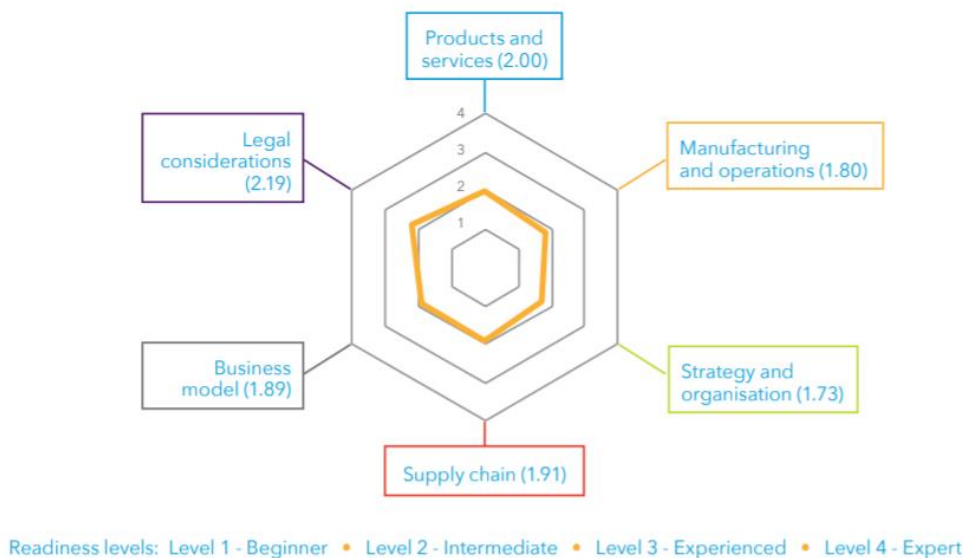 Products and
services (2.00)
Legal
considerations
(2.19)
Manufacturing
and operations (1.80)
4
3
2
1
Business
model (1.89)
Strategy and
organisation (1.73)
Supply chain (1.91)
Readiness levels: Level 1 - Beginner • Level 2 - Intermediate • Level 3 - Experienced • Level 4 - Expert